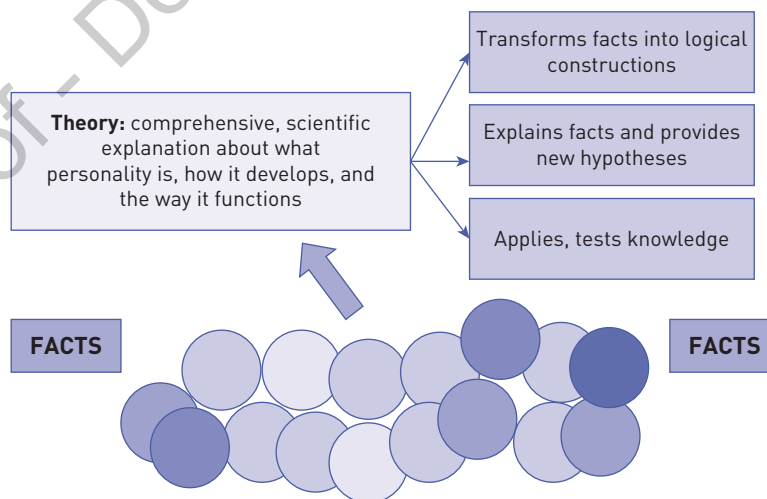 Transforms facts into logical
constructions
Theory: comprehensive, scientific
explanation about what
personality is, how it develops, and
the way it functions
Explains facts and provides
new hypotheses
Applies, tests knowledge
FACTS
FACTS